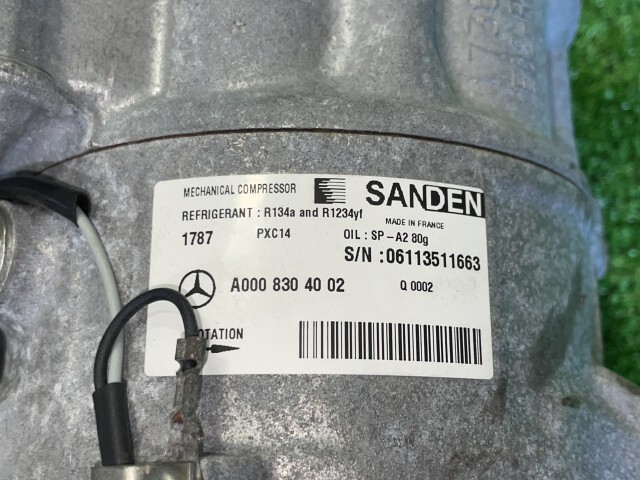 MECHANICAL COMPRESSOR
SANDEN
REFRIGERANT : R134a and R1234yf
MADE IN FRANCE
1787 PXC14 OIL : SP-A2 80g
S/N :06113511663
A000 830 40 02 Q 0002